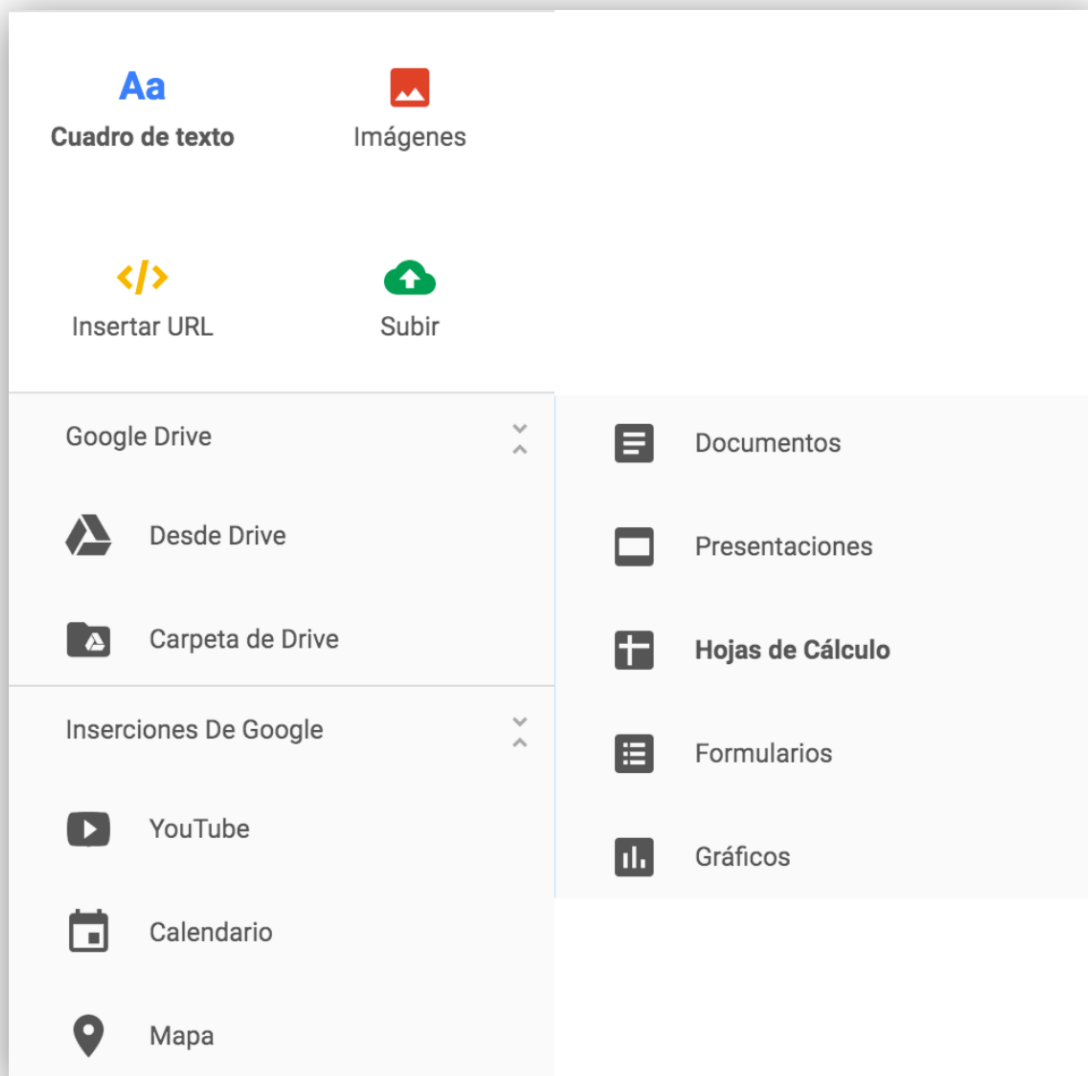 Aa
Cuadro de texto
Imágenes
Insertar URL
Subir
Google Drive
Desde Drive
Carpeta de Drive
Inserciones De Google
YouTube
Calendario
Mapa
Documentos
Presentaciones
Hojas de Cálculo
Formularios
Gráficos